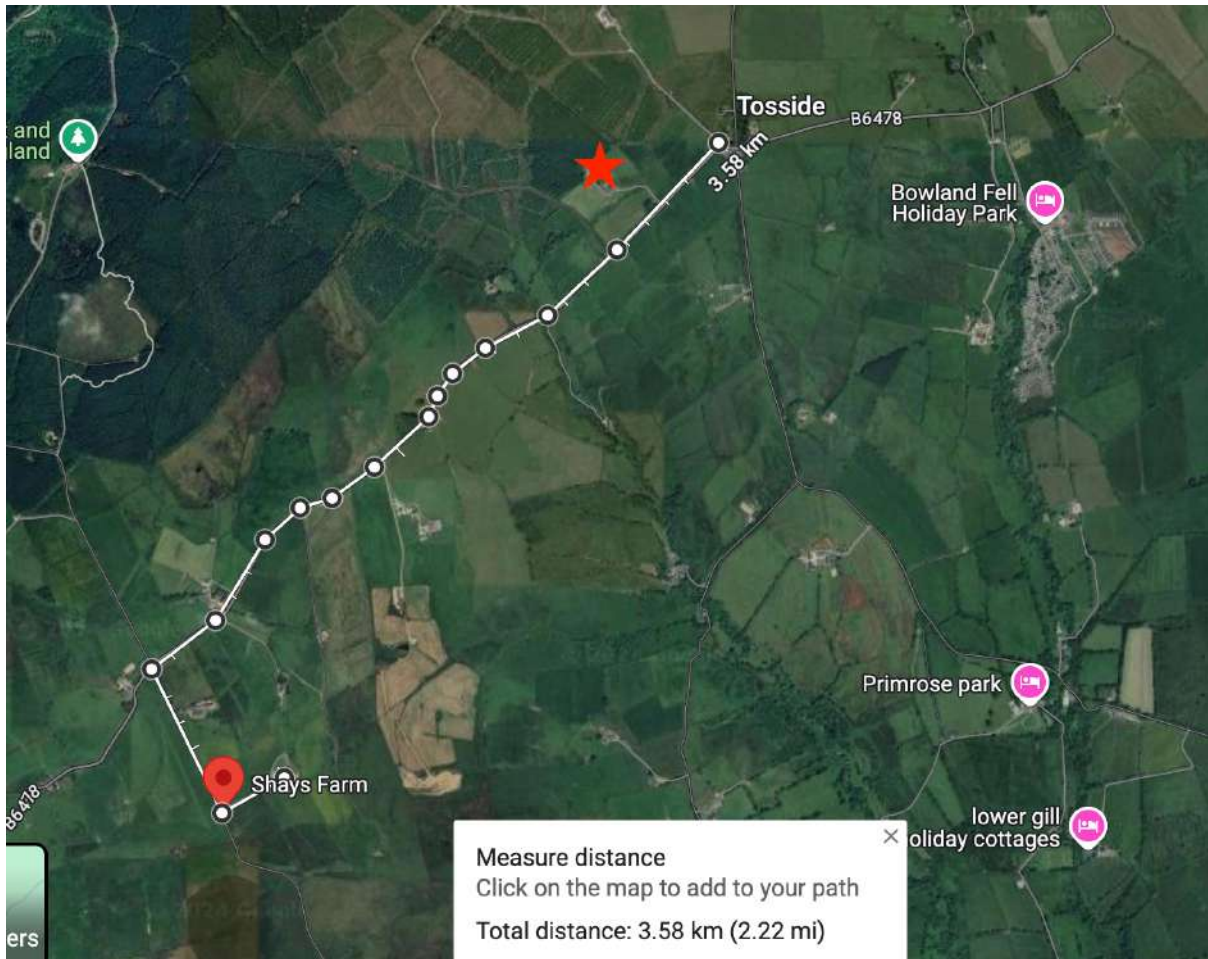 Tosside
B6478
3.58 km
and
land
Bowland Fell
Holiday Park
Shays Farm
Primrose park
B6478
lower gill
oliday cottages
ers
Measure distance
Click on the map to add to your path
Total distance: 3.58 km (2.22 mi)